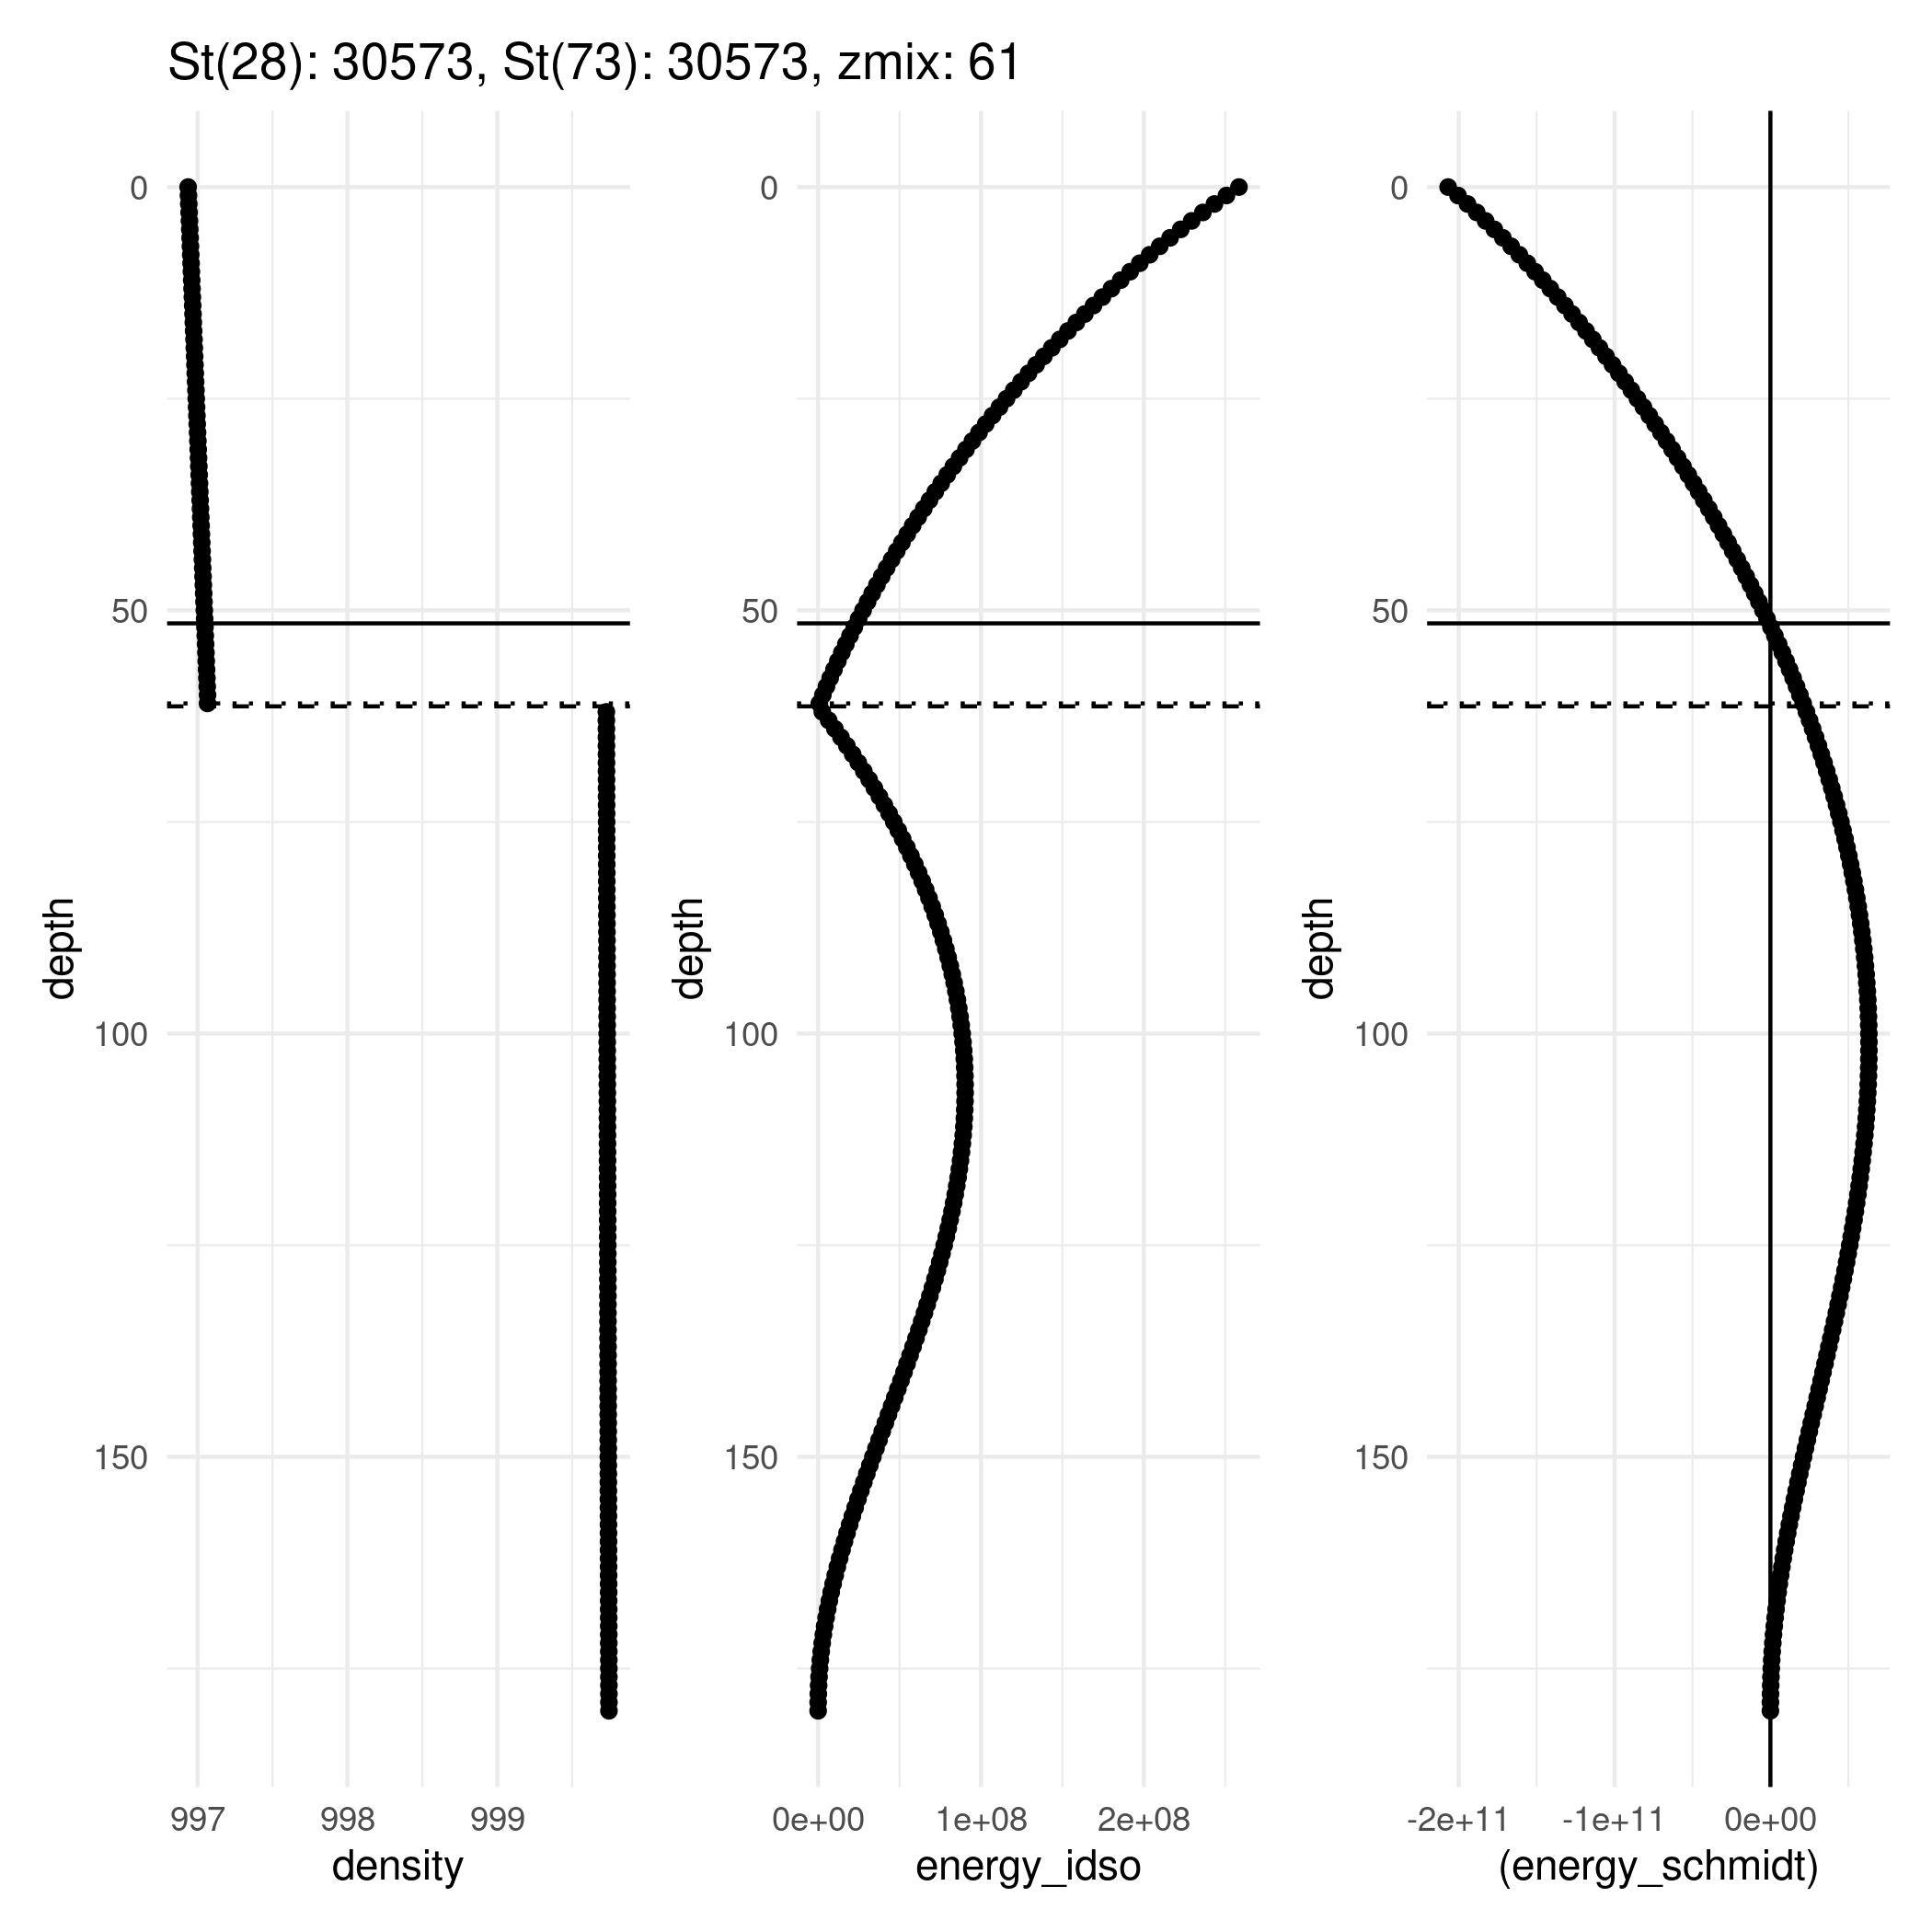 St(28): 30573, St(73): 30573, zmix: 61
0
50
100
150
depth
997 998 999
density
0
50
100
150
depth
0e+00 1e+08 2e+08
energy_idso
0
50
100
150
depth
-2e+11 -1e+11 0e+00
(energy_schmidt)